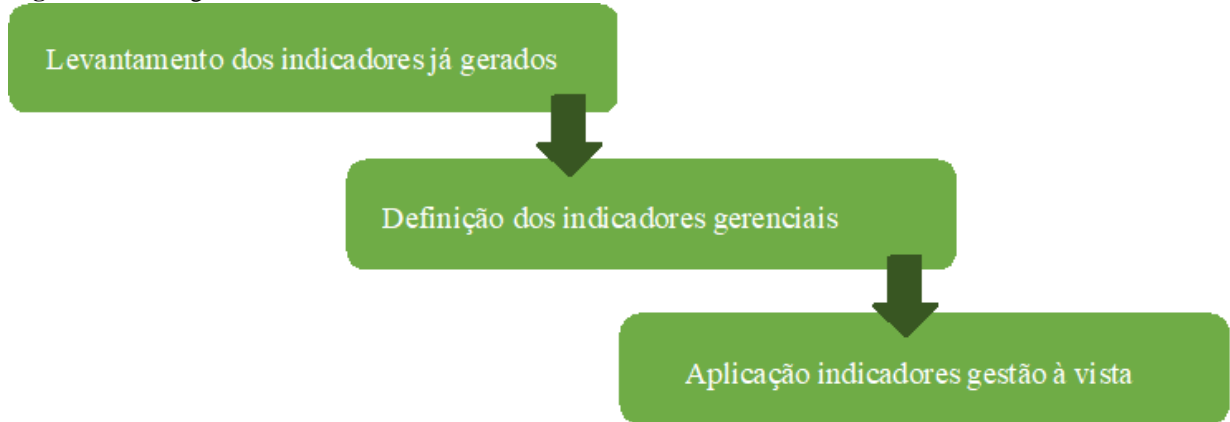 Levantamento dos indicadores já gerados
Definição dos indicadores gerenciais
Aplicação indicadores gestão à vista